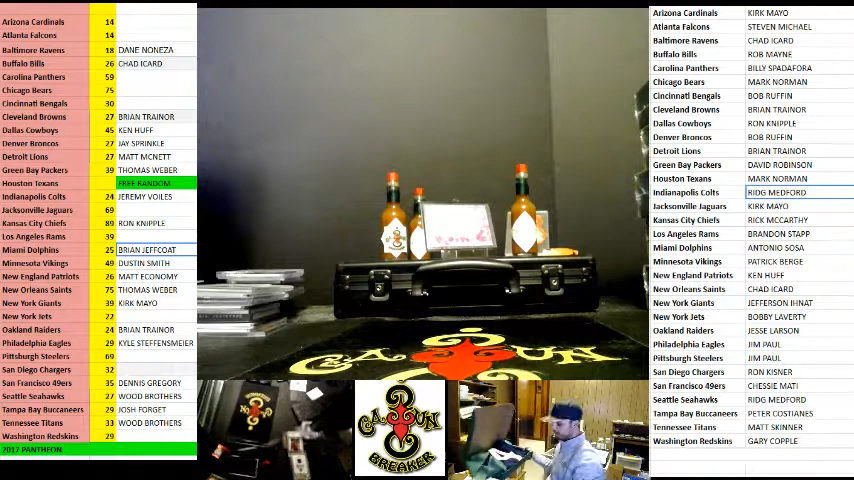 Arizona Cardinals 14
Atlanta Falcons 14
Baltimore Ravens 18 DANE NONEZA
Buffalo Bills 26 CHAD ICARD
Carolina Panthers 59
Chicago Bears 75
Cincinnati Bengals 30
Cleveland Browns 27 BRIAN TRAINOR
Dallas Cowboys 45 KEN HUFF
Denver Broncos 27 JAY SPRINKLE
Detroit Lions 27 MATT MCNETT
Green Bay Packers 39 THOMAS WEBER
Houston Texans FREE RANDOM
Indianapolis Colts 24 JEREMY VOILES
Jacksonville Jaguars 69
Kansas City Chiefs 89 RON KNIPPLE
Los Angeles Rams 39
Miami Dolphins 25 BRIAN JEFFCOAT
Minnesota Vikings 49 DUSTIN SMITH
New England Patriots 26 MATT ECONOMY
New Orleans Saints 75 THOMAS WEBER
New York Giants 39 KIRK MAYO
New York Jets 22
Oakland Raiders 24 BRIAN TRAINOR
Philadelphia Eagles 29 KYLE STEFFENSMEIER
Pittsburgh Steelers 69
San Diego Chargers 32
San Francisco 49ers 35 DENNIS GREGORY
Seattle Seahawks 27 WOOD BROTHERS
Tampa Bay Buccaneers 29 JOSH FORGET
Tennessee Titans 33 WOOD BROTHERS
Washington Redskins 29
2017 PANTHEON
CAJUN
CAJUN
BREAKER
Arizona Cardinals KIRK MAYO
Atlanta Falcons STEVEN MICHAEL
Baltimore Ravens CHAD ICARD
Buffalo Bills ROB MAYNE
Carolina Panthers BILLY SPADAFORA
Chicago Bears MARK NORMAN
Cincinnati Bengals BOB RUFFIN
Cleveland Browns BRIAN TRAINOR
Dallas Cowboys RON KNIPPLE
Denver Broncos BOB RUFFIN
Detroit Lions BRIAN TRAINOR
Green Bay Packers DAVID ROBINSON
Houston Texans MARK NORMAN
Indianapolis Colts RIDG MEDFORD
Jacksonville Jaguars KIRK MAYO
Kansas City Chiefs RICK MCCARTHY
Los Angeles Rams BRANDON STAPP
Miami Dolphins ANTONIO SOSA
Minnesota Vikings PATRICK BERGE
New England Patriots KEN HUFF
New Orleans Saints CHAD ICARD
New York Giants JEFFERSON IHNAT
New York Jets BOBBY LAVERTY
Oakland Raiders JESSE LARSON
Philadelphia Eagles JIM PAUL
Pittsburgh Steelers JIM PAUL
San Diego Chargers RON KISNER
San Francisco 49ers CHESSIE MATI
Seattle Seahawks RIDG MEDFORD
Tampa Bay Buccaneers PETER COSTIANES
Tennessee Titans MATT SKINNER
Washington Redskins GARY COPPLE